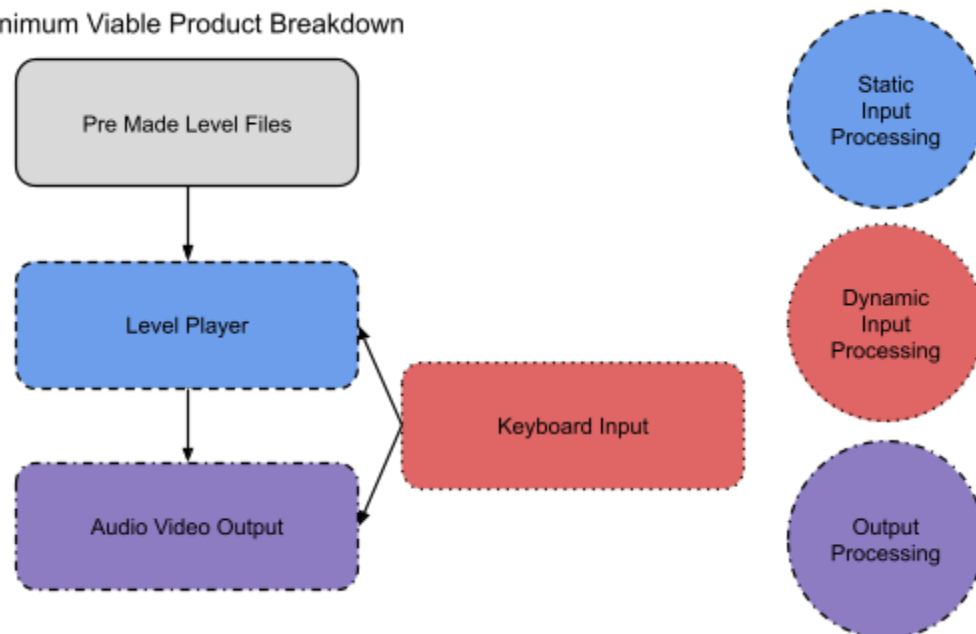 nimum Viable Product Breakdown
Pre Made Level Files
Level Player
Keyboard Input
Audio Video Output
Static
Input
Processing
Dynamic
Input
Processing
Output
Processing